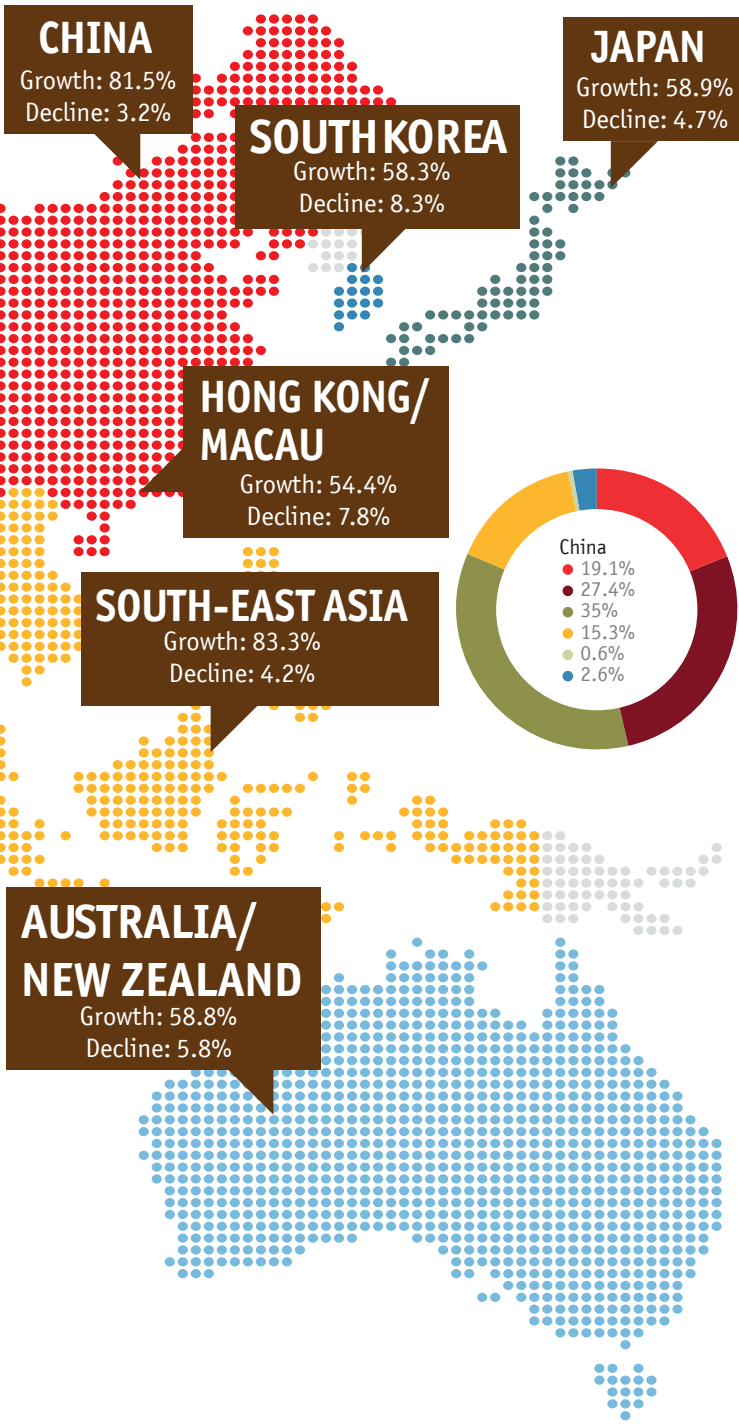 CHINA
Growth: 81.5%
Decline: 3.2%
JAPAN
Growth: 58.9%
Decline: 4.7%
SOUTH KOREA
Growth: 58.3%
Decline: 8.3%
HONG KONG/
MACAU
Growth: 54.4%
Decline: 7.8%
China
19.1%
27.4%
35%
15.3%
0.6%
2.6%
SOUTH-EAST ASIA
Growth: 83.3%
Decline: 4.2%
AUSTRALIA/
NEW ZEALAND
Growth: 58.8%
Decline: 5.8%